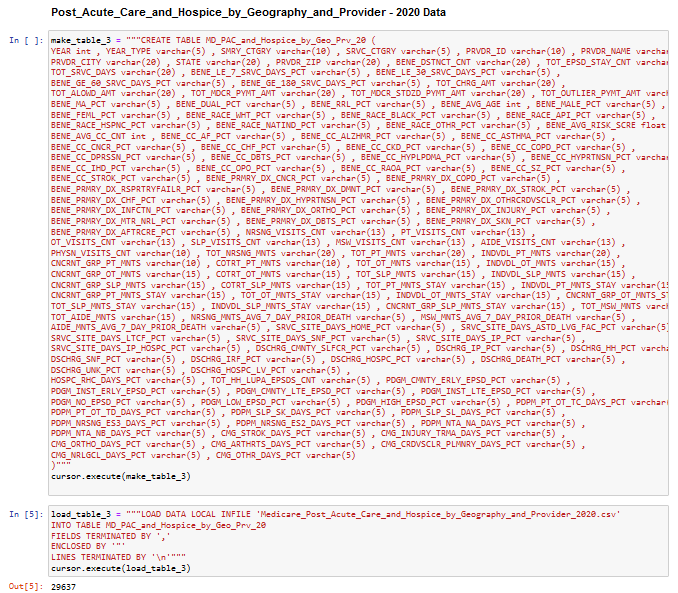 Post_Acute_Care_and_Hospice_by_Geography_and_Provider - 2020 Data
In [ ]: make_table_3 = """CREATE TABLE MD_PAC_and_Hospice_by_Geo_Prv_20 (
YEAR int , YEAR_TYPE varchar(5) , SMRY_CTGRY varchar(10) , SRVC_CTGRY varchar(5) , PRVDR_ID varchar(10) , PRVDR_NAME varchar
PRVDR_CITY varchar(20) , STATE varchar(20) , PRVDR_ZIP varchar(20) , BENE_DSTNCT_CNT varchar(20) , TOT_EPSD_STAY_CNT varchar
TOT_SRVC_DAYS varchar(20) , BENE_LE_7_SRVC_DAYS_PCT varchar(5) , BENE_LE_30_SRVC_DAYS_PCT varchar(5) ,
BENE_GE_60_SRVC_DAYS_PCT varchar(5) , BENE_GE_180_SRVC_DAYS_PCT varchar(5) , TOT_CHRG_AMT varchar(20) ,
TOT_ALOWD_AMT varchar(20) , TOT_MDCR_PYMT_AMT varchar(20) , TOT_MDCR_STDZD_PYMT_AMT varchar(20) , TOT_OUTLIER_PYMT_AMT varch
BENE_MA_PCT varchar(5) , BENE_DUAL_PCT varchar(5) , BENE_RRL_PCT varchar(5) , BENE_AVG_AGE int , BENE_MALE_PCT varchar(5) ,
BENE_FEML_PCT varchar(5) , BENE_RACE_WHT_PCT varchar(5) , BENE_RACE_BLACK_PCT varchar(5) , BENE_RACE_API_PCT varchar(5) ,
BENE_RACE_HSPNC_PCT varchar(5) , BENE_RACE_NATIND_PCT varchar(5) , BENE_RACE_OTHR_PCT varchar(5) , BENE_AVG_RISK_SCRE float
BENE_AVG_CC_CNT int , BENE_CC_AF_PCT varchar(5) , BENE_CC_ALZHMR_PCT varchar(5) , BENE_CC_ASTHMA_PCT varchar(5) ,
BENE_CC_CNCR_PCT varchar(5) , BENE_CC_CHF_PCT varchar(5) , BENE_CC_CKD_PCT varchar(5) , BENE_CC_COPD_PCT varchar(5) ,
BENE_CC_DPRSSN_PCT varchar(5) , BENE_CC_DBTS_PCT varchar(5) , BENE_CC_HYPLPDMA_PCT varchar(5) , BENE_CC_HYPRTNSN_PCT varchar
BENE_CC_IHD_PCT varchar(5) , BENE_CC_OPO_PCT varchar(5) , BENE_CC_RAOA_PCT varchar(5) , BENE_CC_SZ_PCT varchar(5) ,
BENE_CC_STROK_PCT varchar(5) , BENE_PRMRY_DX_CNCR_PCT varchar(5) , BENE_PRMRY_DX_COPD_PCT varchar(5) ,
BENE_PRMRY_DX_RSPRTRYFAILR_PCT varchar(5) , BENE_PRMRY_DX_DMNT_PCT varchar(5) , BENE_PRMRY_DX_STROK_PCT varchar(5) ,
BENE_PRMRY_DX_CHF_PCT varchar(5) , BENE_PRMRY_DX_HYPRTNSN_PCT varchar(5) , BENE_PRMRY_DX_OTHRCRDVSCLR_PCT varchar(5) ,
BENE_PRMRY_DX_INFCTN_PCT varchar(5) , BENE_PRMRY_DX_ORTHO_PCT varchar(5) , BENE_PRMRY_DX_INJURY_PCT varchar(5) ,
BENE_PRMRY_DX_MTR_NRL_PCT varchar(5) , BENE_PRMRY_DX_DBTS_PCT varchar(5) , BENE_PRMRY_DX_SKN_PCT varchar(5) ,
BENE_PRMRY_DX_AFTRCRE_PCT varchar(5) , NRSNG_VISITS_CNT varchar(13) , PT_VISITS_CNT varchar(13) ,
OT_VISITS_CNT varchar(13) , SLP_VISITS_CNT varchar(13) , MSW_VISITS_CNT varchar(13) , AIDE_VISITS_CNT varchar(13) ,
PHYSN_VISITS_CNT varchar(10) , TOT_NRSNG_MNTS varchar(20) , TOT_PT_MNTS varchar(20) , INDVDL_PT_MNTS varchar(20) ,
CNCRNT_GRP_PT_MNTS varchar(10) , COTRT_PT_MNTS varchar(10) , TOT_OT_MNTS varchar(15) , INDVDL_OT_MNTS varchar(15) ,
CNCRNT_GRP_OT_MNTS varchar(15) , COTRT_OT_MNTS varchar(15) , TOT_SLP_MNTS varchar(15) , INDVDL_SLP_MNTS varchar(15) ,
CNCRNT_GRP_SLP_MNTS varchar(15) , COTRT_SLP_MNTS varchar(15) , TOT_PT_MNTS_STAY varchar(15) , INDVDL_PT_MNTS_STAY varchar(15
CNCRNT_GRP_PT_MNTS_STAY varchar(15) , TOT_OT_MNTS_STAY varchar(15) , INDVDL_OT_MNTS_STAY varchar(15) , CNCRNT_GRP_OT_MNTS_ST
TOT_SLP_MNTS_STAY varchar(15) , INDVDL_SLP_MNTS_STAY varchar(15) , CNCRNT_GRP_SLP_MNTS_STAY varchar(15) , TOT_MSW_MNTS varch
TOT_AIDE_MNTS varchar(15) , NRSNG_MNTS_AVG_7_DAY_PRIOR_DEATH varchar(5) , MSW_MNTS_AVG_7_DAY_PRIOR_DEATH varchar(5) ,
AIDE_MNTS_AVG_7_DAY_PRIOR_DEATH varchar(5) , SRVC_SITE_DAYS_HOME_PCT varchar(5) , SRVC_SITE_DAYS_ASTD_LVG_FAC_PCT varchar(5)
SRVC_SITE_DAYS_LTCF_PCT varchar(5) , SRVC_SITE_DAYS_SNF_PCT varchar(5) , SRVC_SITE_DAYS_IP_PCT varchar(5) ,
SRVC_SITE_DAYS_IP_HOSPC_PCT varchar(5) , DSCHRG_CMNTY_SLFCR_PCT varchar(5) , DSCHRG_IP_PCT varchar(5) , DSCHRG_HH_PCT varcha
DSCHRG_SNF_PCT varchar(5) , DSCHRG_IRF_PCT varchar(5) , DSCHRG_HOSPC_PCT varchar(5) , DSCHRG_DEATH_PCT varchar(5) ,
DSCHRG_UNK_PCT varchar(5) , DSCHRG_HOSPC_LV_PCT varchar(5) ,
HOSPC_RHC_DAYS_PCT varchar(5) , TOT_HH_LUPA_EPSDS_CNT varchar(5) , PDGM_CMNTY_ERLY_EPSD_PCT varchar(5) ,
PDGM_INST_ERLY_EPSD_PCT varchar(5) , PDGM_CMNTY_LTE_EPSD_PCT varchar(5) , PDGM_INST_LTE_EPSD_PCT varchar(5) ,
PDGM_NO_EPSD_PCT varchar(5) , PDGM_LOW_EPSD_PCT varchar(5) , PDGM_HIGH_EPSD_PCT varchar(5) , PDPM_PT_OT_TC_DAYS_PCT varchar(
PDPM_PT_OT_TD_DAYS_PCT varchar(5) , PDPM_SLP_SK_DAYS_PCT varchar(5) , PDPM_SLP_SL_DAYS_PCT varchar(5) ,
PDPM_NRSNG_ES3_DAYS_PCT varchar(5) , PDPM_NRSNG_ES2_DAYS_PCT varchar(5) , PDPM_NTA_NA_DAYS_PCT varchar(5) ,
PDPM_NTA_NB_DAYS_PCT varchar(5) , CMG_STROK_DAYS_PCT varchar(5) , CMG_INJURY_TRMA_DAYS_PCT varchar(5) ,
CMG_ORTHO_DAYS_PCT varchar(5) , CMG_ARTHRTS_DAYS_PCT varchar(5) , CMG_CRDVSCLR_PLMNRY_DAYS_PCT varchar(5) ,
CMG_NRLGCL_DAYS_PCT varchar(5) , CMG_OTHR_DAYS_PCT varchar(5)
)"""
cursor.execute(make_table_3)
In [5]: load_table_3 = """LOAD DATA LOCAL INFILE 'Medicare_Post_Acute_Care_and_Hospice_by_Geography_and_Provider_2020.csv'
INTO TABLE MD_PAC_and_Hospice_by_Geo_Prv_20
FIELDS TERMINATED BY ','
ENCLOSED BY '"'
LINES TERMINATED BY '\n'"""
cursor.execute(load_table_3)
Out[5]: 29637